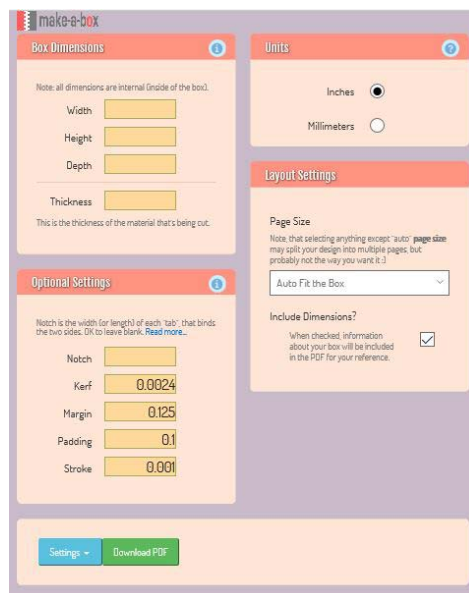 make-a-box
Box Dimensions
Note: all dimensions are internal (inside of the box).
Width
Height
Depth
Thickness
This is the thickness of the material that's being cut.
Optional Settings
Notch is the width (or length) of each "tab", that binds
the two sides. OK to leave blank. Read more...
Notch
Kerf 0.0024
Margin 0.125
Padding 0.1
Stroke 0.001
Units
Inches
Millimeters
Layout Settings
Page Size
Note, that selecting anything except "auto" page size
may split your design into multiple pages, but
probably not the way you want it :)
Auto Fit the Box
Include Dimensions?
When checked, information
about your box will be included
in the PDF for your reference.
Settings
Download PDF